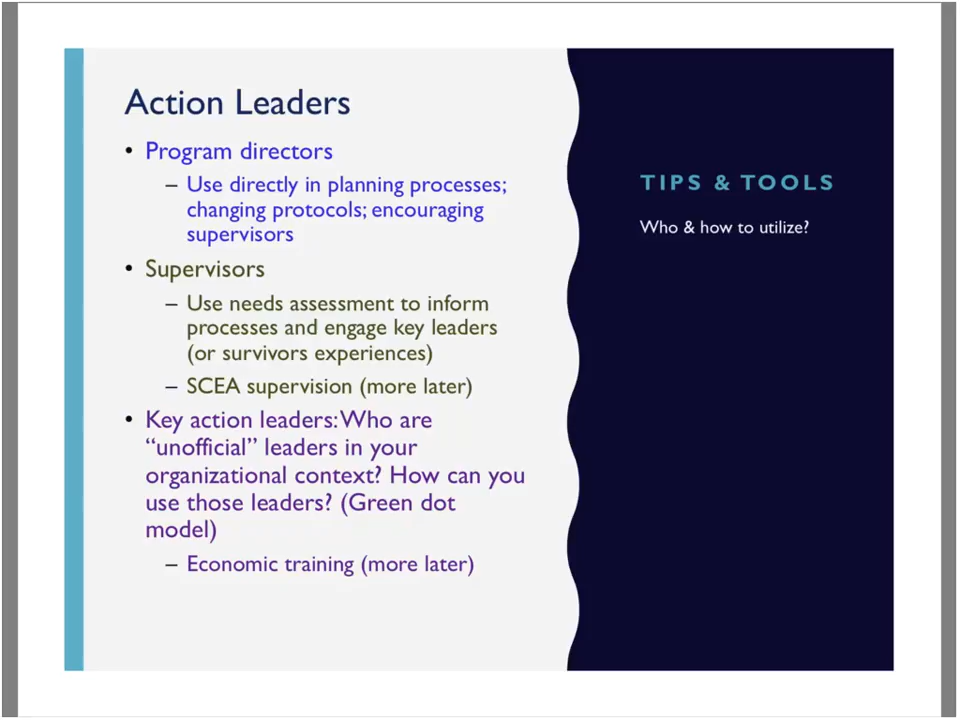 Action Leaders
• Program directors
– Use directly in planning processes;
changing protocols; encouraging
supervisors
• Supervisors
– Use needs assessment to inform
processes and engage key leaders
(or survivors experiences)
– SCEA supervision (more later)
• Key action leaders: Who are
“unofficial” leaders in your
organizational context? How can you
use those leaders? (Green dot
model)
– Economic training (more later)
TIPS & TOOLS
Who & how to utilize?